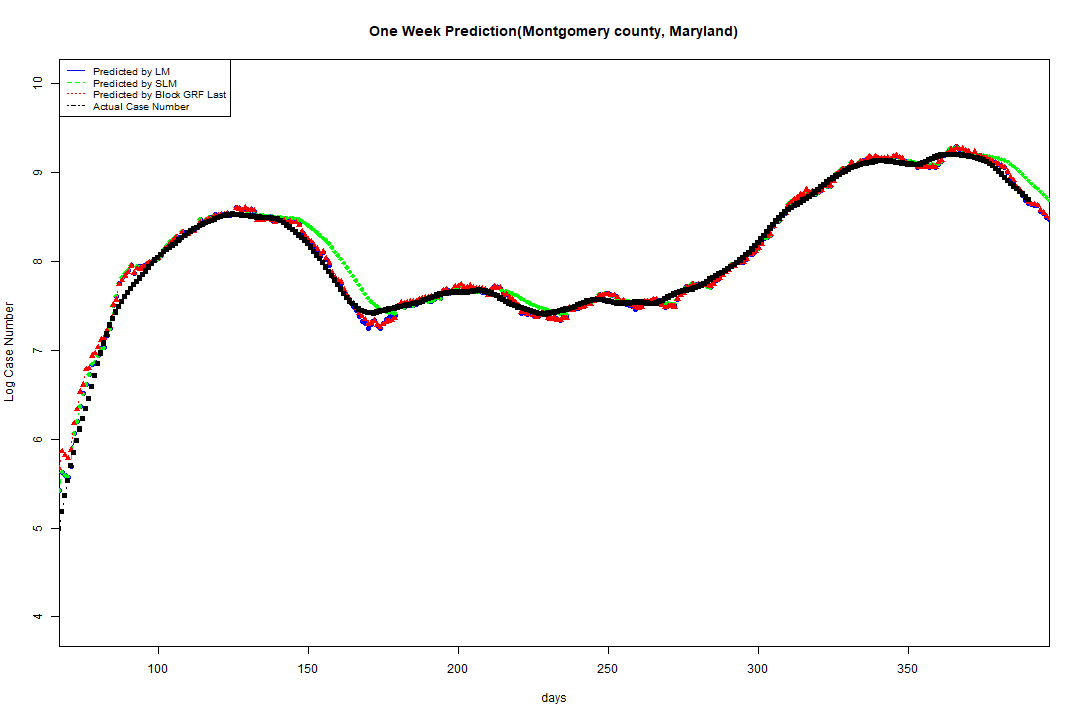 One Week Prediction(Montgomery county, Maryland)
Predicted by LM
Predicted by SLM
Predicted by Block GRF Last
Actual Case Number
10
9
8
7
6
5
4
Log Case Number
100 150 200 250 300 350
days